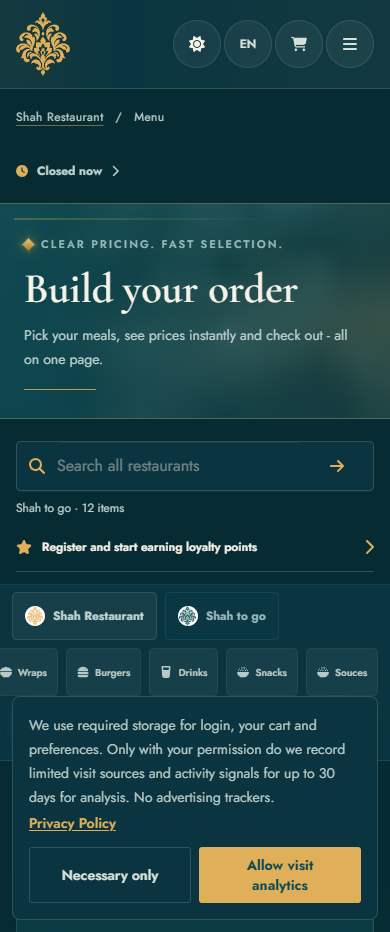 EN
Shah Restaurant / Menu
Closed now
CLEAR PRICING. FAST SELECTION.
Build your order
Pick your meals, see prices instantly and check out - all
on one page.
Search all restaurants
Shah to go · 12 items
Register and start earning loyalty points
Shah Restaurant Shah to go
Wraps Burgers Drinks Snacks Souces
We use required storage for login, your cart and
preferences. Only with your permission do we record
limited visit sources and activity signals for up to 30
days for analysis. No advertising trackers.
Privacy Policy
Necessary only
Allow visit
analytics